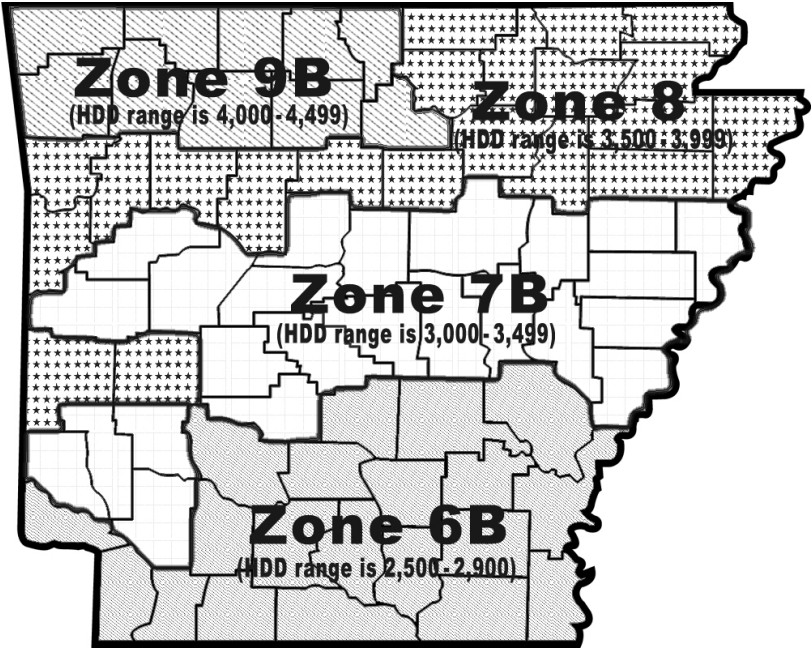 Zone 9B
(HDD range is 4,000-4,499)
Zone 8
(HDD range is 3,500-3,999)
Zone 7B
(HDD range is 3,000-3,499)
Zone 6B
(HDD range is 2,500-2,900)